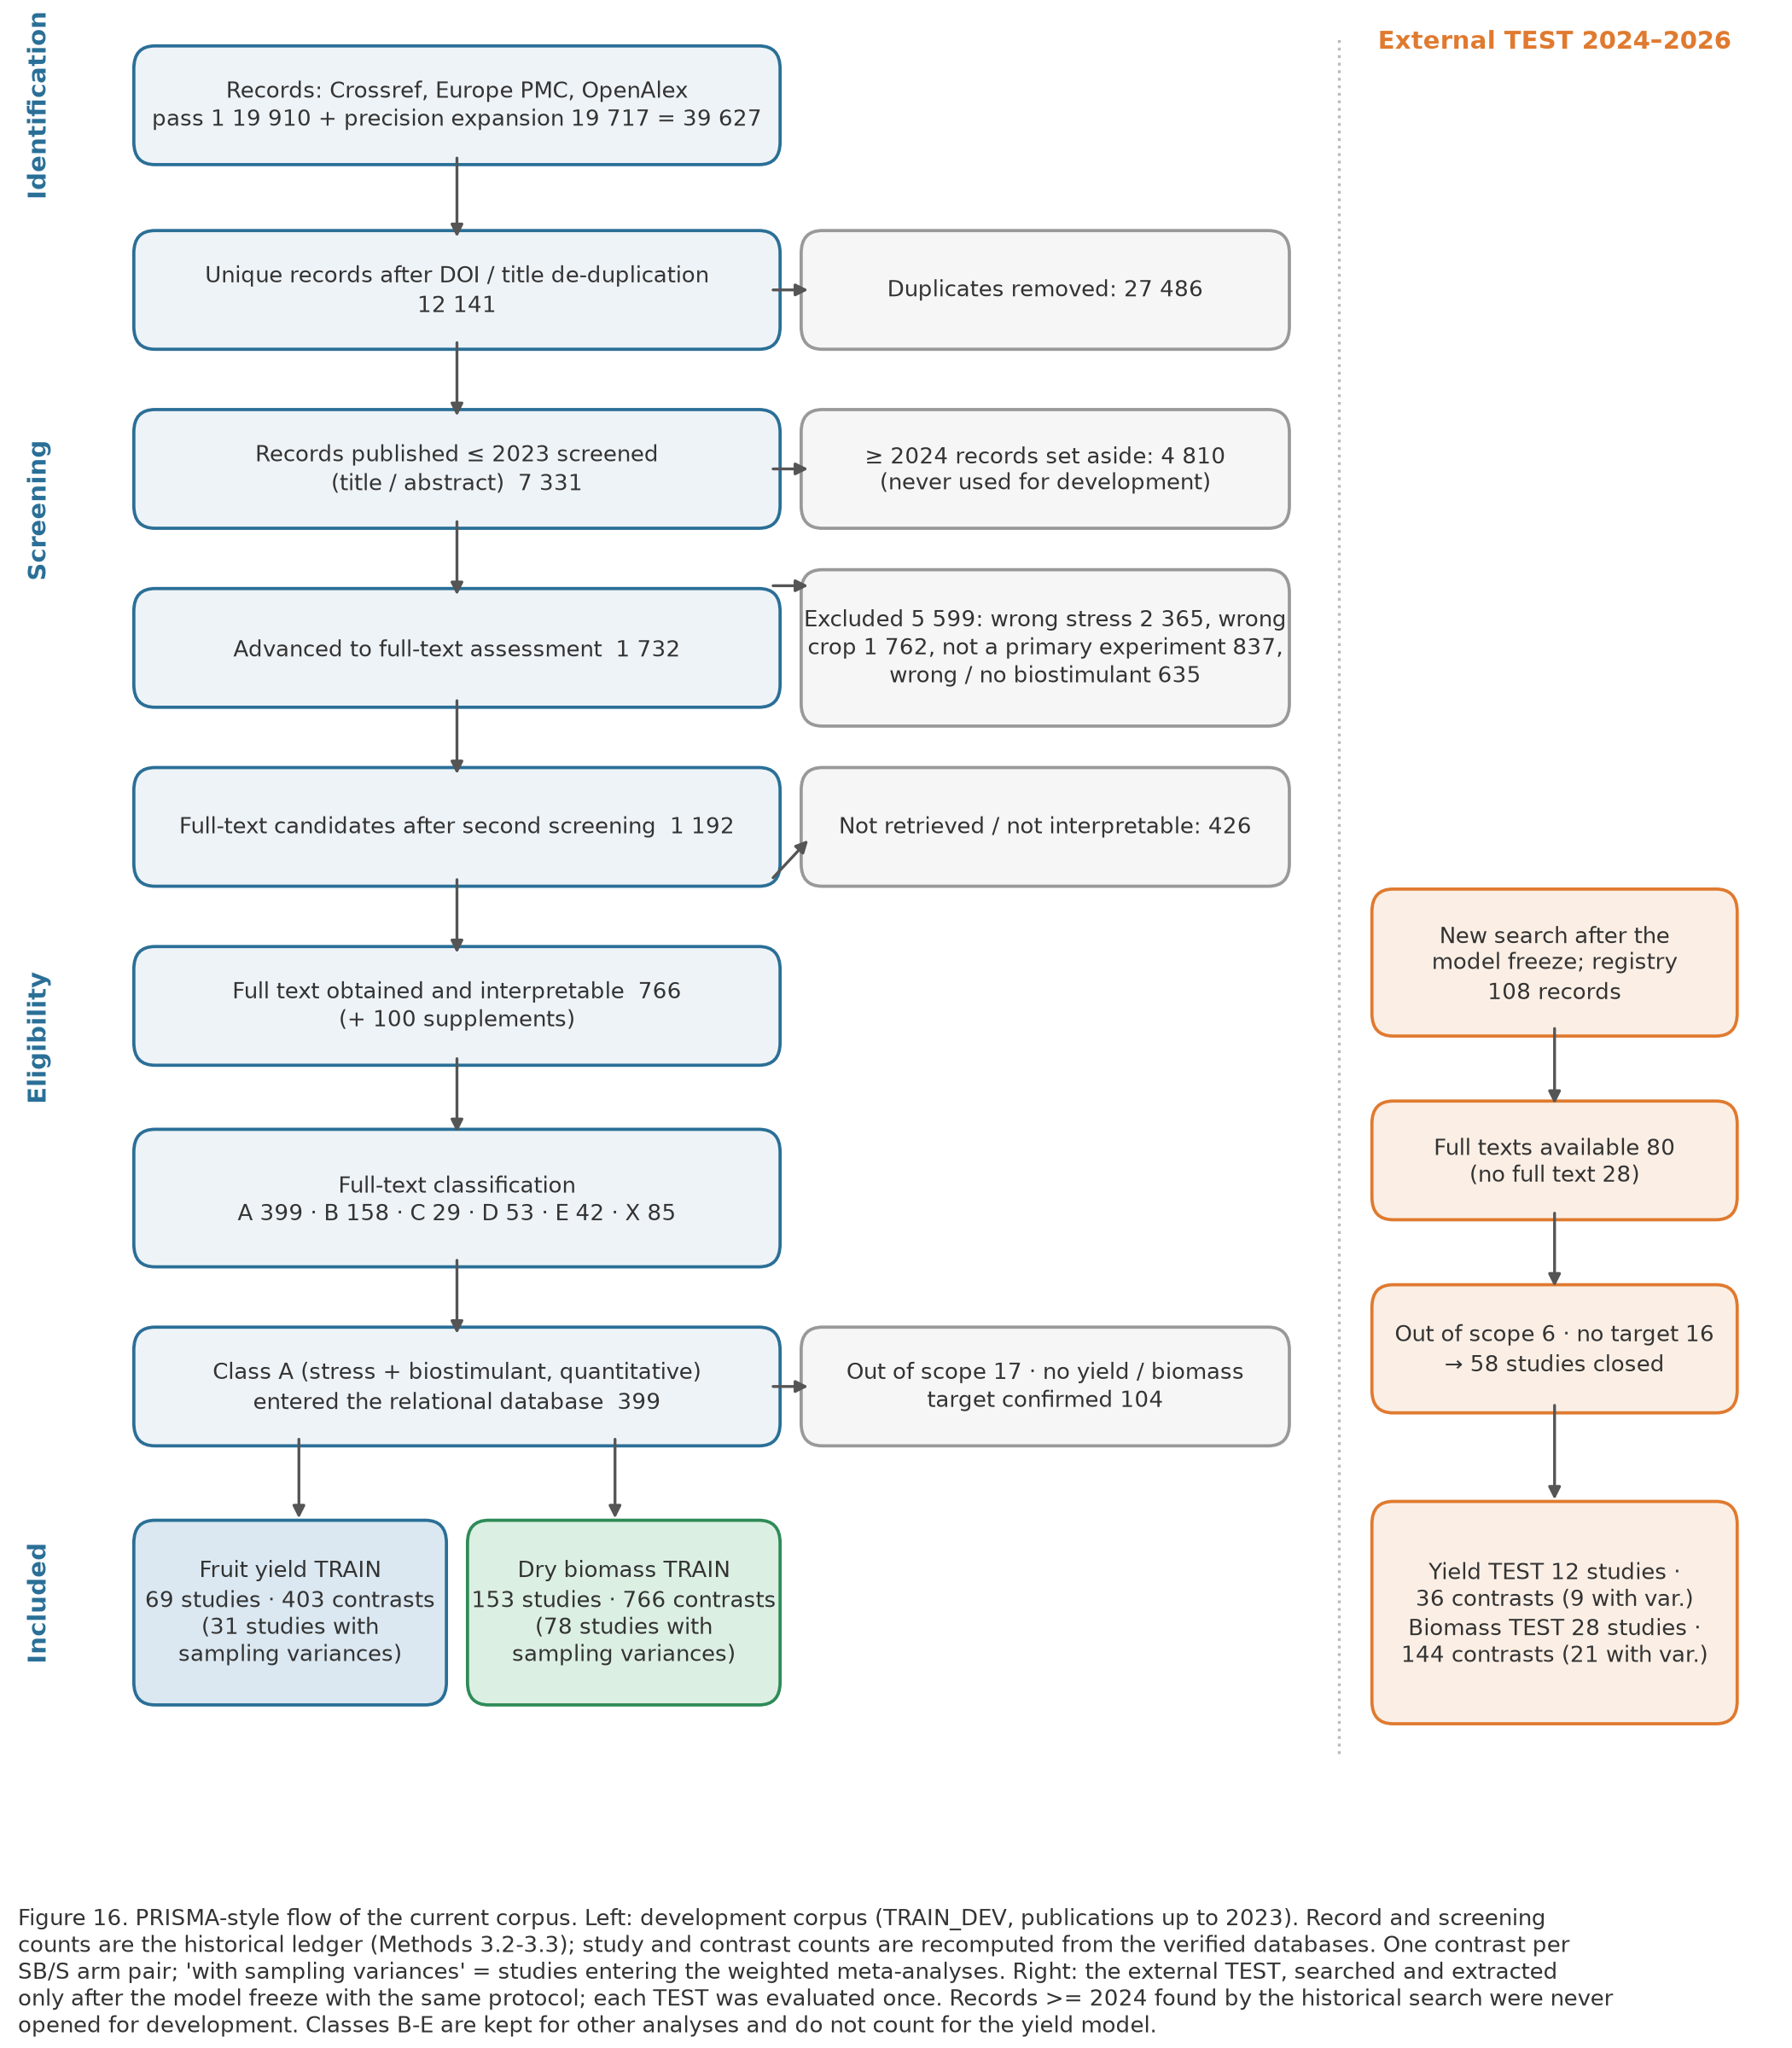 Identification
Records: Crossref, Europe PMC, OpenAlex
pass 1 19 910 + precision expansion 19 717 = 39 627
External TEST 2024–2026
Unique records after DOI / title de-duplication
12 141
Duplicates removed: 27 486
Screening
Records published ≤ 2023 screened
(title / abstract)  7 331
≥ 2024 records set aside: 4 810
(never used for development)
Advanced to full-text assessment  1 732
Excluded 5 599: wrong stress 2 365, wrong
crop 1 762, not a primary experiment 837,
wrong / no biostimulant 635
Full-text candidates after second screening  1 192
Not retrieved / not interpretable: 426
Eligibility
Full text obtained and interpretable  766
(+ 100 supplements)
Full-text classification
A 399 · B 158 · C 29 · D 53 · E 42 · X 85
Class A (stress + biostimulant, quantitative)
entered the relational database  399
Out of scope 17 · no yield / biomass
target confirmed 104
Included
Fruit yield TRAIN
69 studies · 403 contrasts
(31 studies with
sampling variances)
Dry biomass TRAIN
153 studies · 766 contrasts
(78 studies with
sampling variances)
New search after the
model freeze; registry
108 records
Full texts available 80
(no full text 28)
Out of scope 6 · no target 16
→ 58 studies closed
Yield TEST 12 studies ·
36 contrasts (9 with var.)
Biomass TEST 28 studies ·
144 contrasts (21 with var.)
Figure 16. PRISMA-style flow of the current corpus. Left: development corpus (TRAIN_DEV, publications up to 2023). Record and screening
counts are the historical ledger (Methods 3.2-3.3); study and contrast counts are recomputed from the verified databases. One contrast per
SB/S arm pair; 'with sampling variances' = studies entering the weighted meta-analyses. Right: the external TEST, searched and extracted
only after the model freeze with the same protocol; each TEST was evaluated once. Records >= 2024 found by the historical search were never
opened for development. Classes B-E are kept for other analyses and do not count for the yield model.